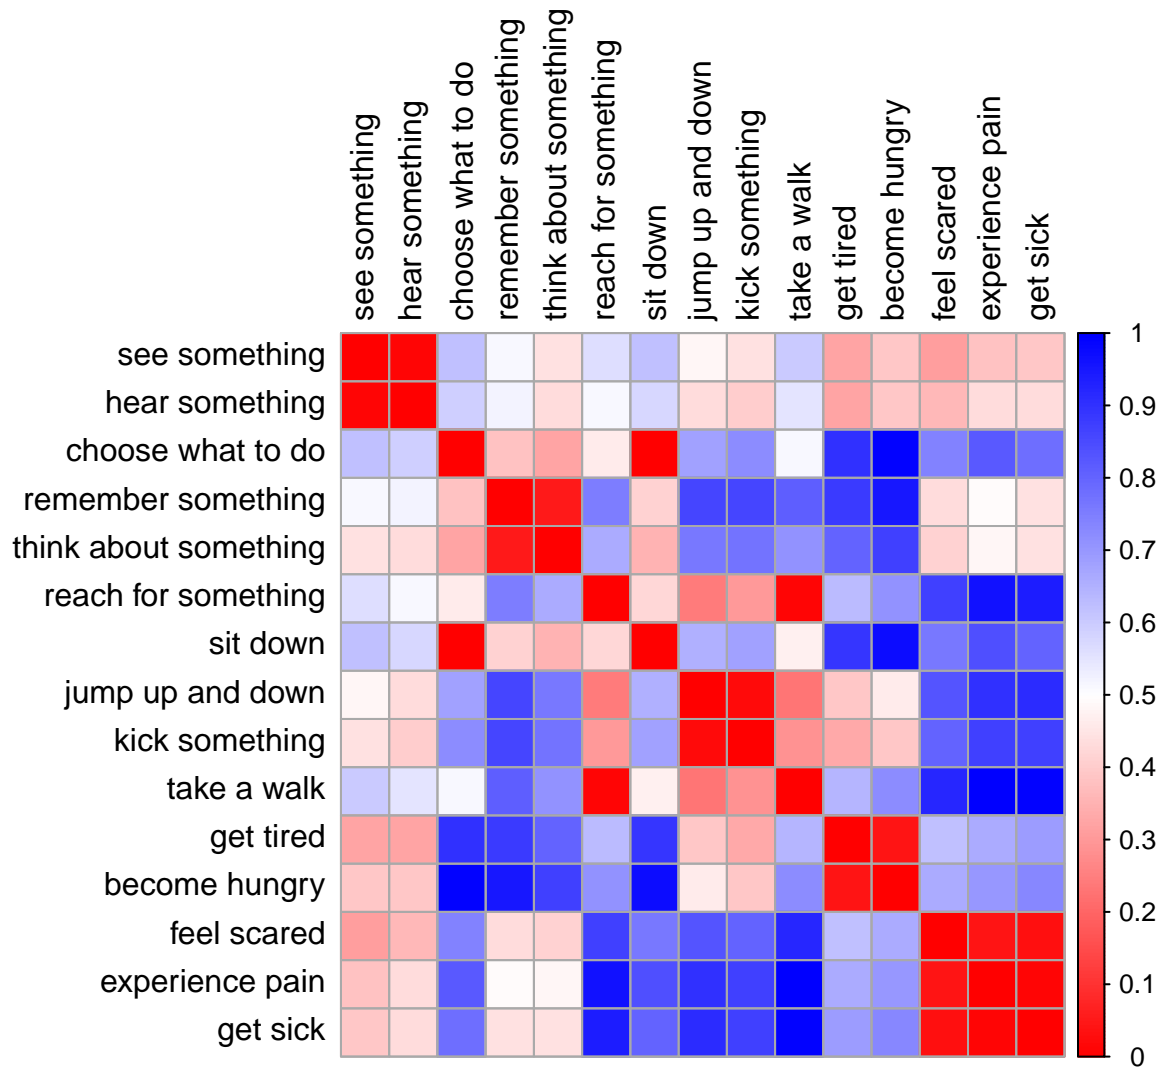 see something
hear something
choose what to do
remember something
think about something
reach for something
sit down
jump up and down
kick something
take a walk
get tired
become hungry
feel scared
experience pain
get sick
see something
hear something
choose what to do
remember something
think about something
reach for something
sit down
jump up and down
kick something
take a walk
get tired
become hungry
feel scared
experience pain
get sick
1
0.9
0.8
0.7
0.6
0.5
0.4
0.3
0.2
0.1
0